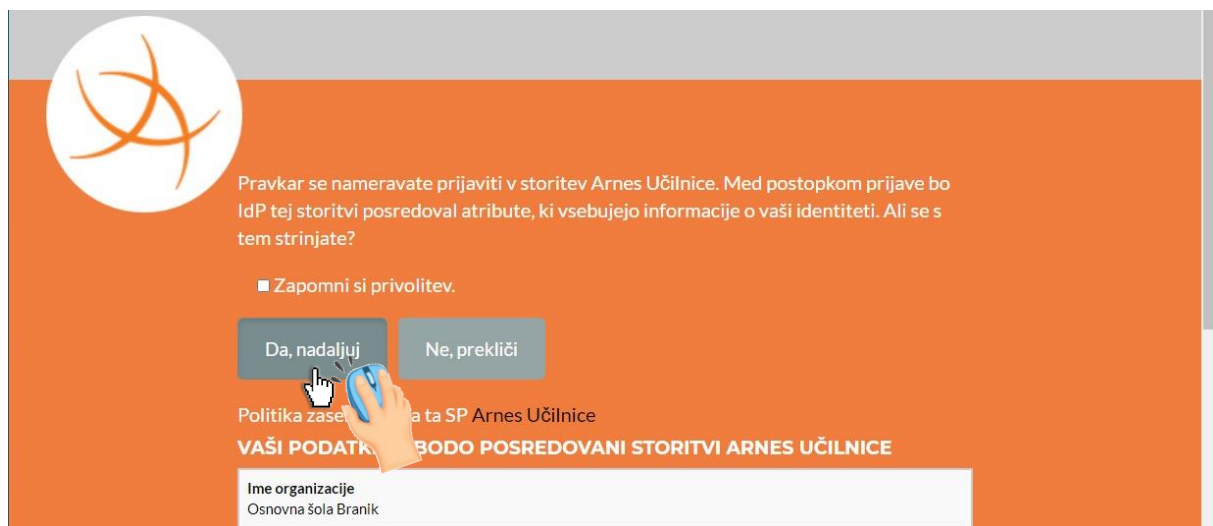 Pravkar se nameravate prijaviti v storitev Arnes Učilnice. Med postopkom prijave bo
IdP tej storitvi posredoval atribute, ki vsebujejo informacije o vaši identiteti. Ali se s
tem strinjate?
Zapomni si privolitev.
Da, nadaljuj
Ne, prekliči
Politika a ta SP Arnes Učilnice
VAŠI BODO POSREDOVANI STORITVI ARNES UČILNICE
Ime organizacije
Osnovna šola Branik